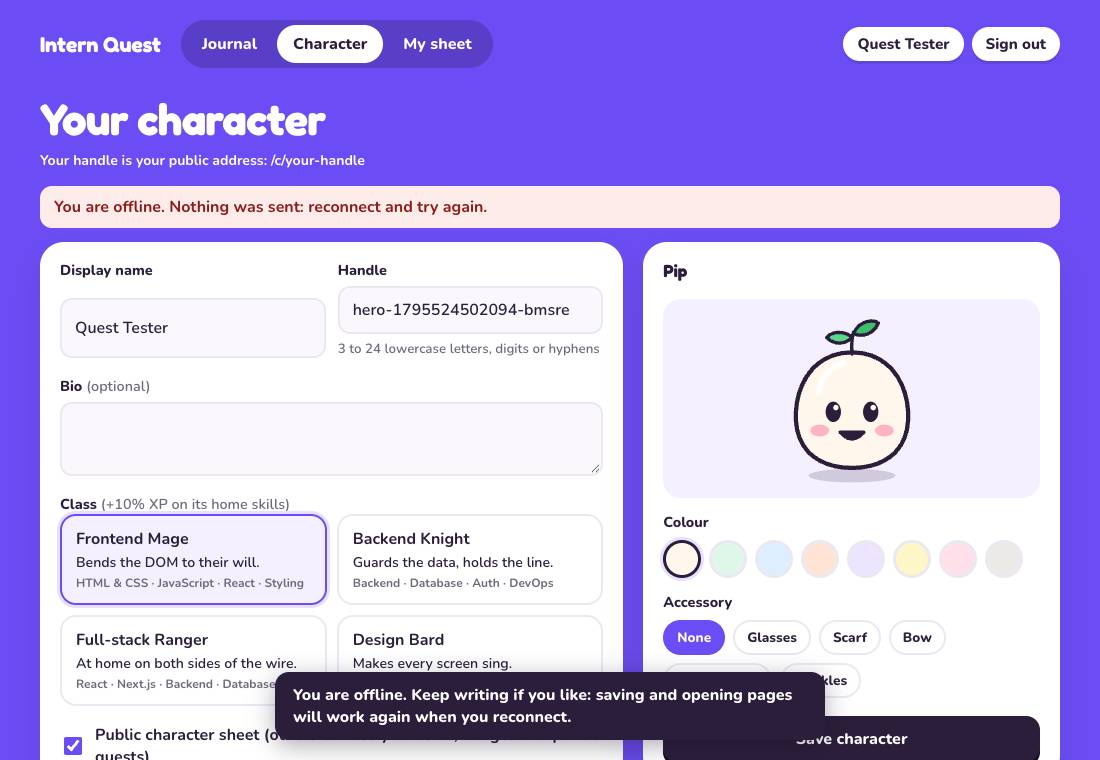 Intern Quest
Journal
Character
My sheet
Quest Tester
Sign out
Your character
Your handle is your public address: /c/your-handle
You are offline. Nothing was sent: reconnect and try again.
Display name
Quest Tester
Handle
hero-1795524502094-bmsre
3 to 24 lowercase letters, digits or hyphens
Bio (optional)
Class (+10% XP on its home skills)
Frontend Mage
Bends the DOM to their will.
HTML & CSS · JavaScript · React · Styling
Backend Knight
Guards the data, holds the line.
Backend · Database · Auth · DevOps
Full-stack Ranger
At home on both sides of the wire.
React · Next.js · Backend · Database
Design Bard
Makes every screen sing.
Public character sheet
quests)
Pip
Colour
Accessory
None
Glasses
Scarf
Bow
Save character
You are offline. Keep writing if you like: saving and opening pages
will work again when you reconnect.